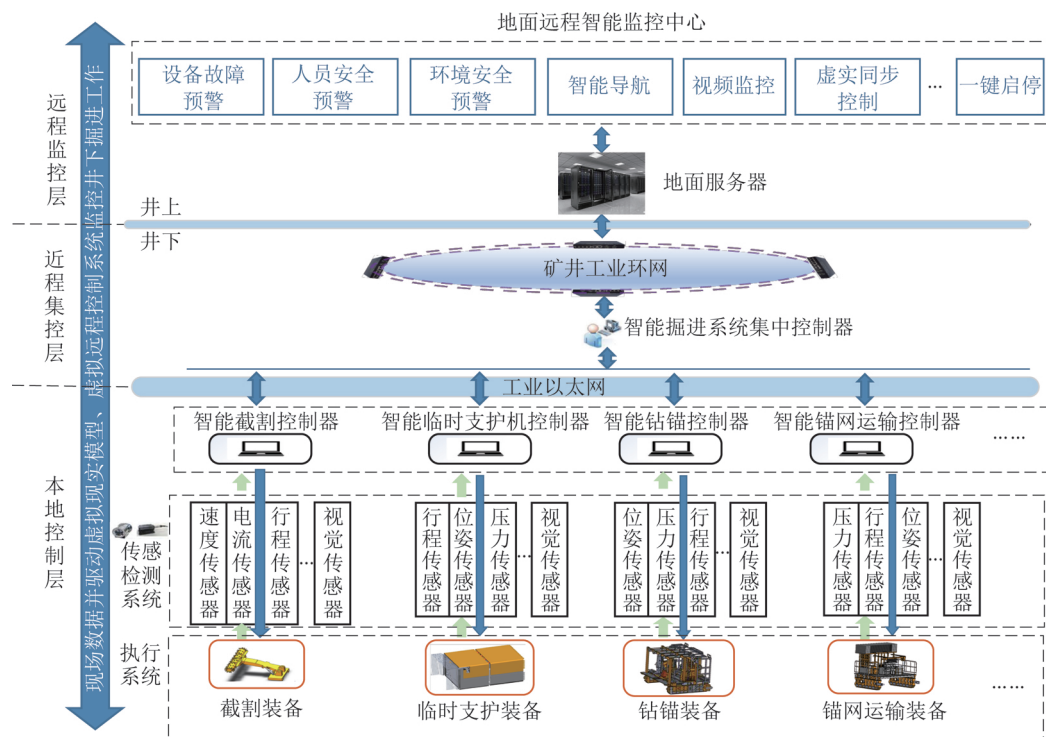 地面远程智能监控中心
设备故障
预警
人员安全
预警
环境安全
预警
智能导航
视频监控
虚实同步
控制
…
一键启停
远程监控层
地面服务器
井上
井下
近程集控层
矿井工业环网
智能掘进系统集中控制器
工业以太网
现场数据并驱动虚拟现实模型、虚拟远程控制系统监控井下掘进工作
本地控制层
智能截割控制器
智能临时支护机控制器
智能钻锚控制器
智能锚网运输控制器
……
传感
检测
系统
速度传感器
电流传感器
行程传感器
…
视觉传感器
行程传感器
位姿传感器
压力传感器
…
视觉传感器
位姿传感器
压力传感器
行程传感器
…
视觉传感器
压力传感器
行程传感器
位姿传感器
…
视觉传感器
执行
系统
截割装备
临时支护装备
钻锚装备
锚网运输装备
……